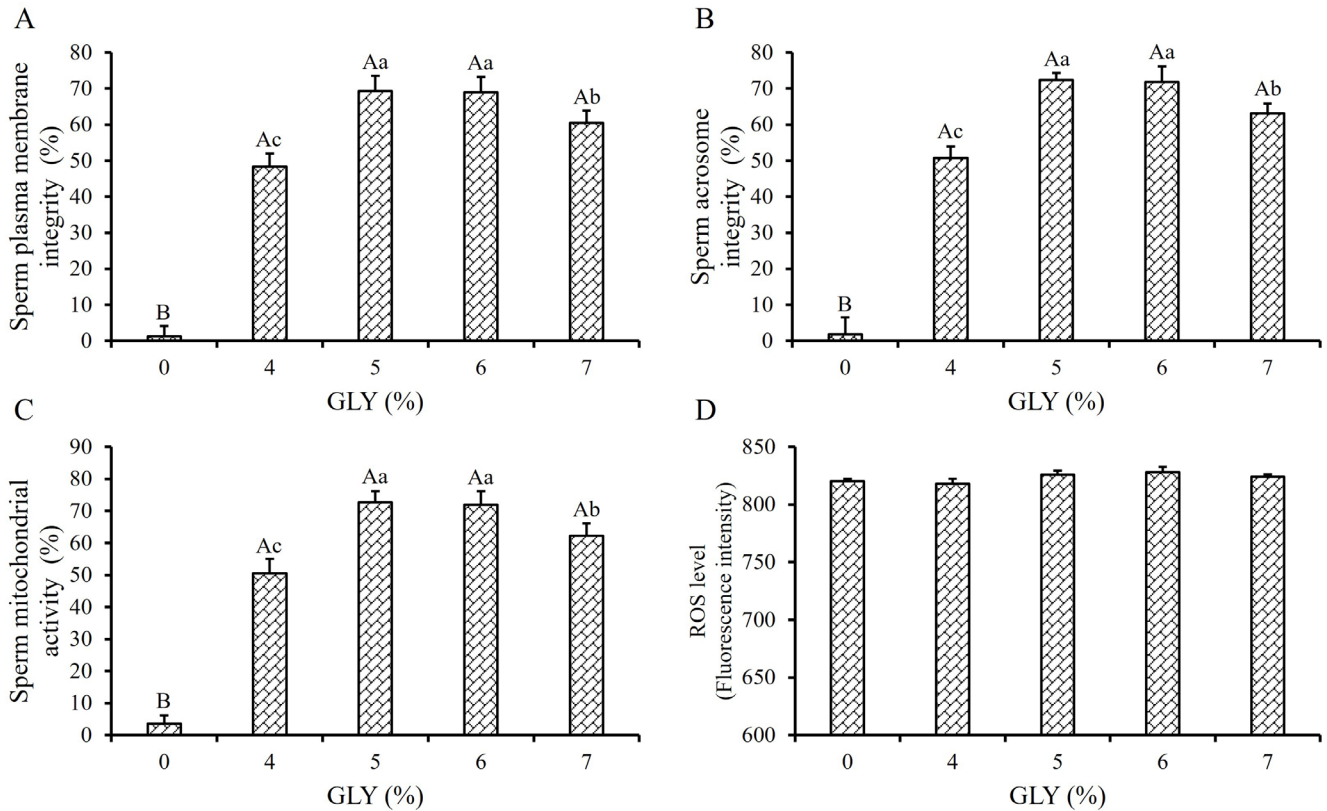 A
Sperm plasma membrane
integrity (%)
80
70
60
50
40
30
20
10
0
B
Ac
Aa
Aa
Ab
0 4 5 6 7
GLY (%)
B
Sperm acrosome
integrity (%)
80
70
60
50
40
30
20
10
0
B
Ac
Aa
Aa
Ab
0 4 5 6 7
GLY (%)
C
Sperm mitochondrial
activity (%)
90
80
70
60
50
40
30
20
10
0
B
Ac
Aa
Aa
Ab
0 4 5 6 7
GLY (%)
D
ROS level
(Fluorescence intensity)
850
800
750
700
650
600
0 4 5 6 7
GLY (%)